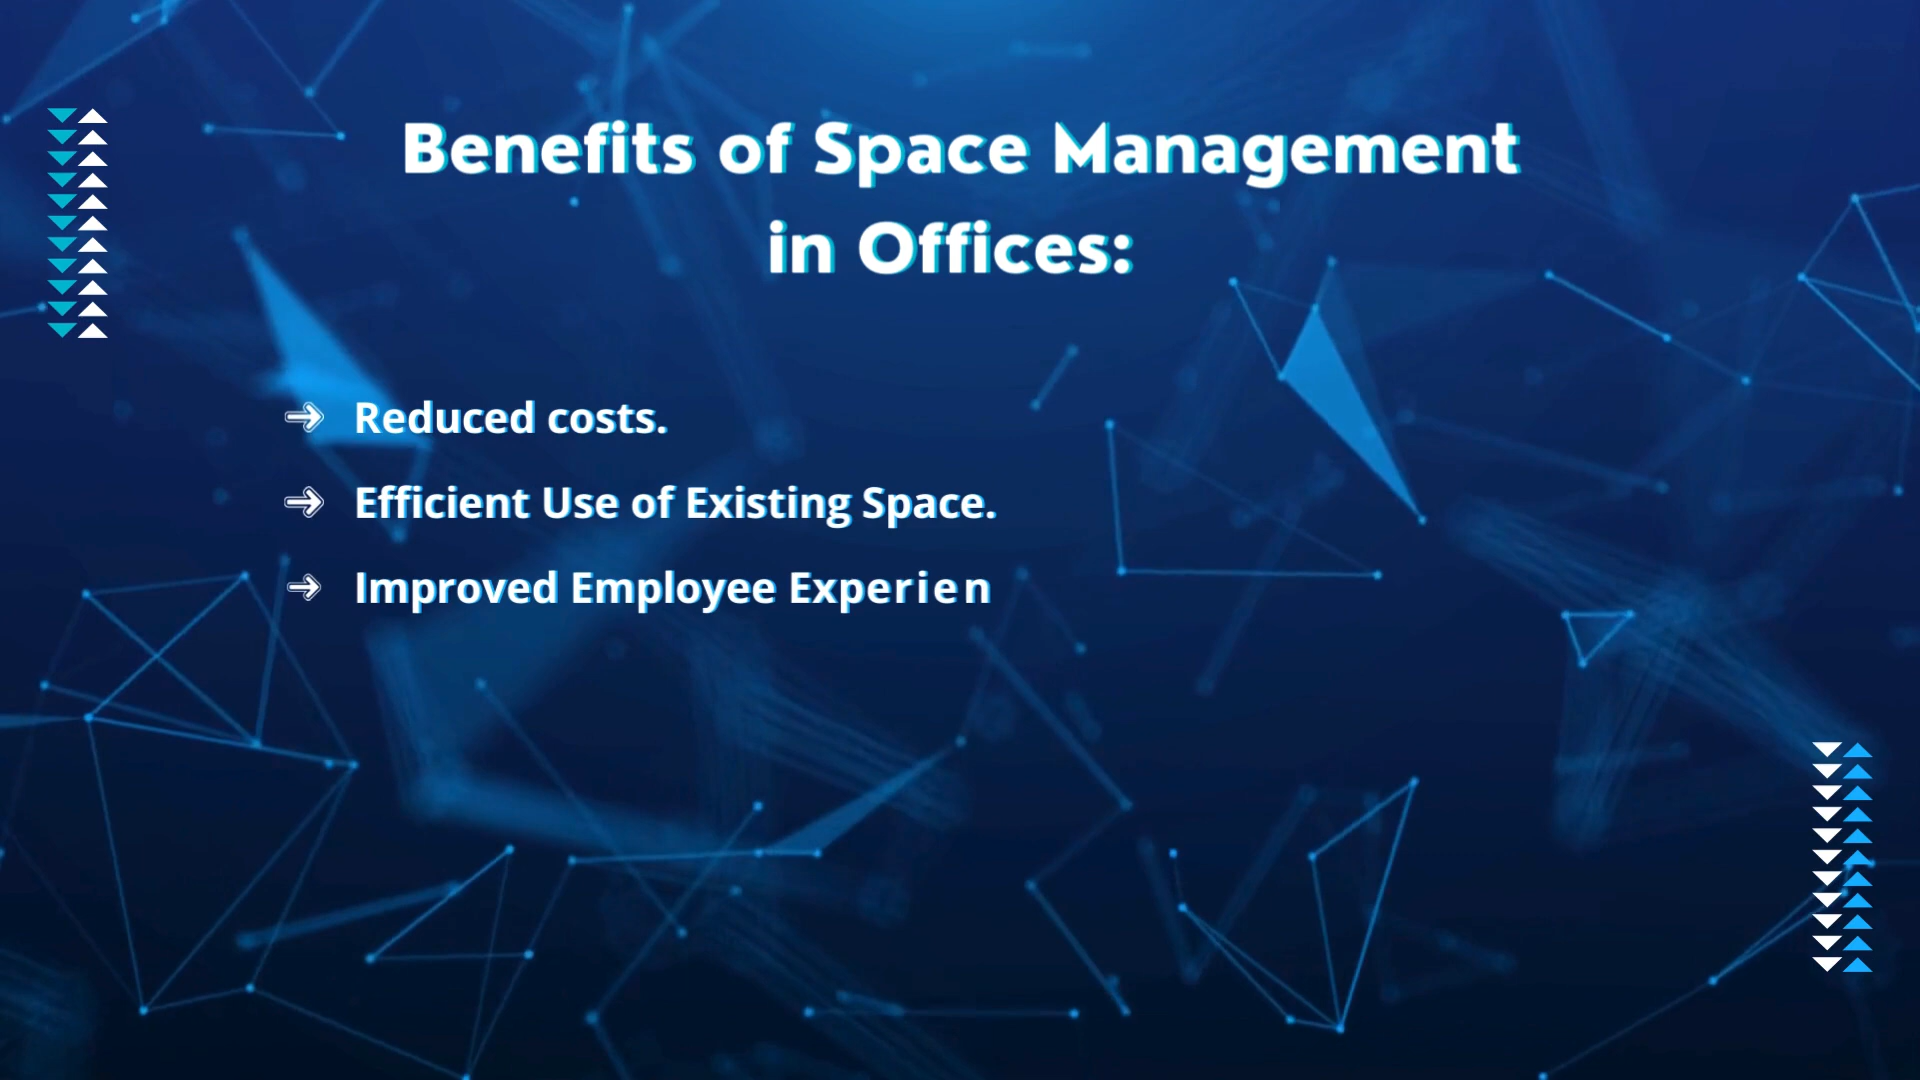 Benefits of Space Management
in Offices:
Reduced costs.
Efficient Use of Existing Space.
Improved Employee Experien